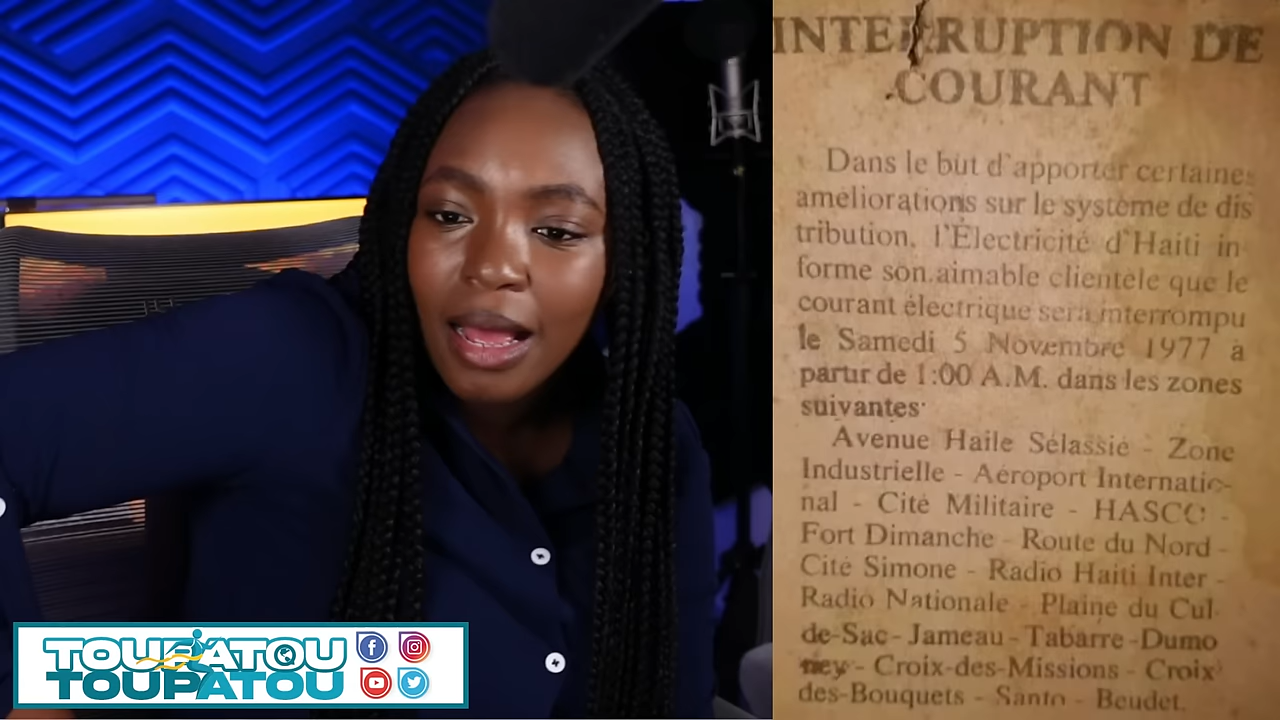 INTERRUPTION DE
COURANT
Dans le but d'apporter certaines
améliorations sur le système de dis
tribution, l'Électricité d'Haiti in
forme son aimable clientèle que le
courant électrique sera interrompu
le Samedi 5 Novembre 1977 à
partir de 1:00 A.M. dans les zones
suivantes:
Avenue Haile Sélassié - Zone
Industrielle - Aéroport Internatio-
nal - Cité Militaire - HASCO -
Fort Dimanche - Route du Nord -
Cité Simone - Radio Haiti Inter -
Radio Nationale - Plaine du Cul-
de-Sac - Jameau - Tabarre - Dumo
ney - Croix-des-Missions - Croix
des-Bouquets - Santo - Beudet.
TOUPATOU
TOUPATOU